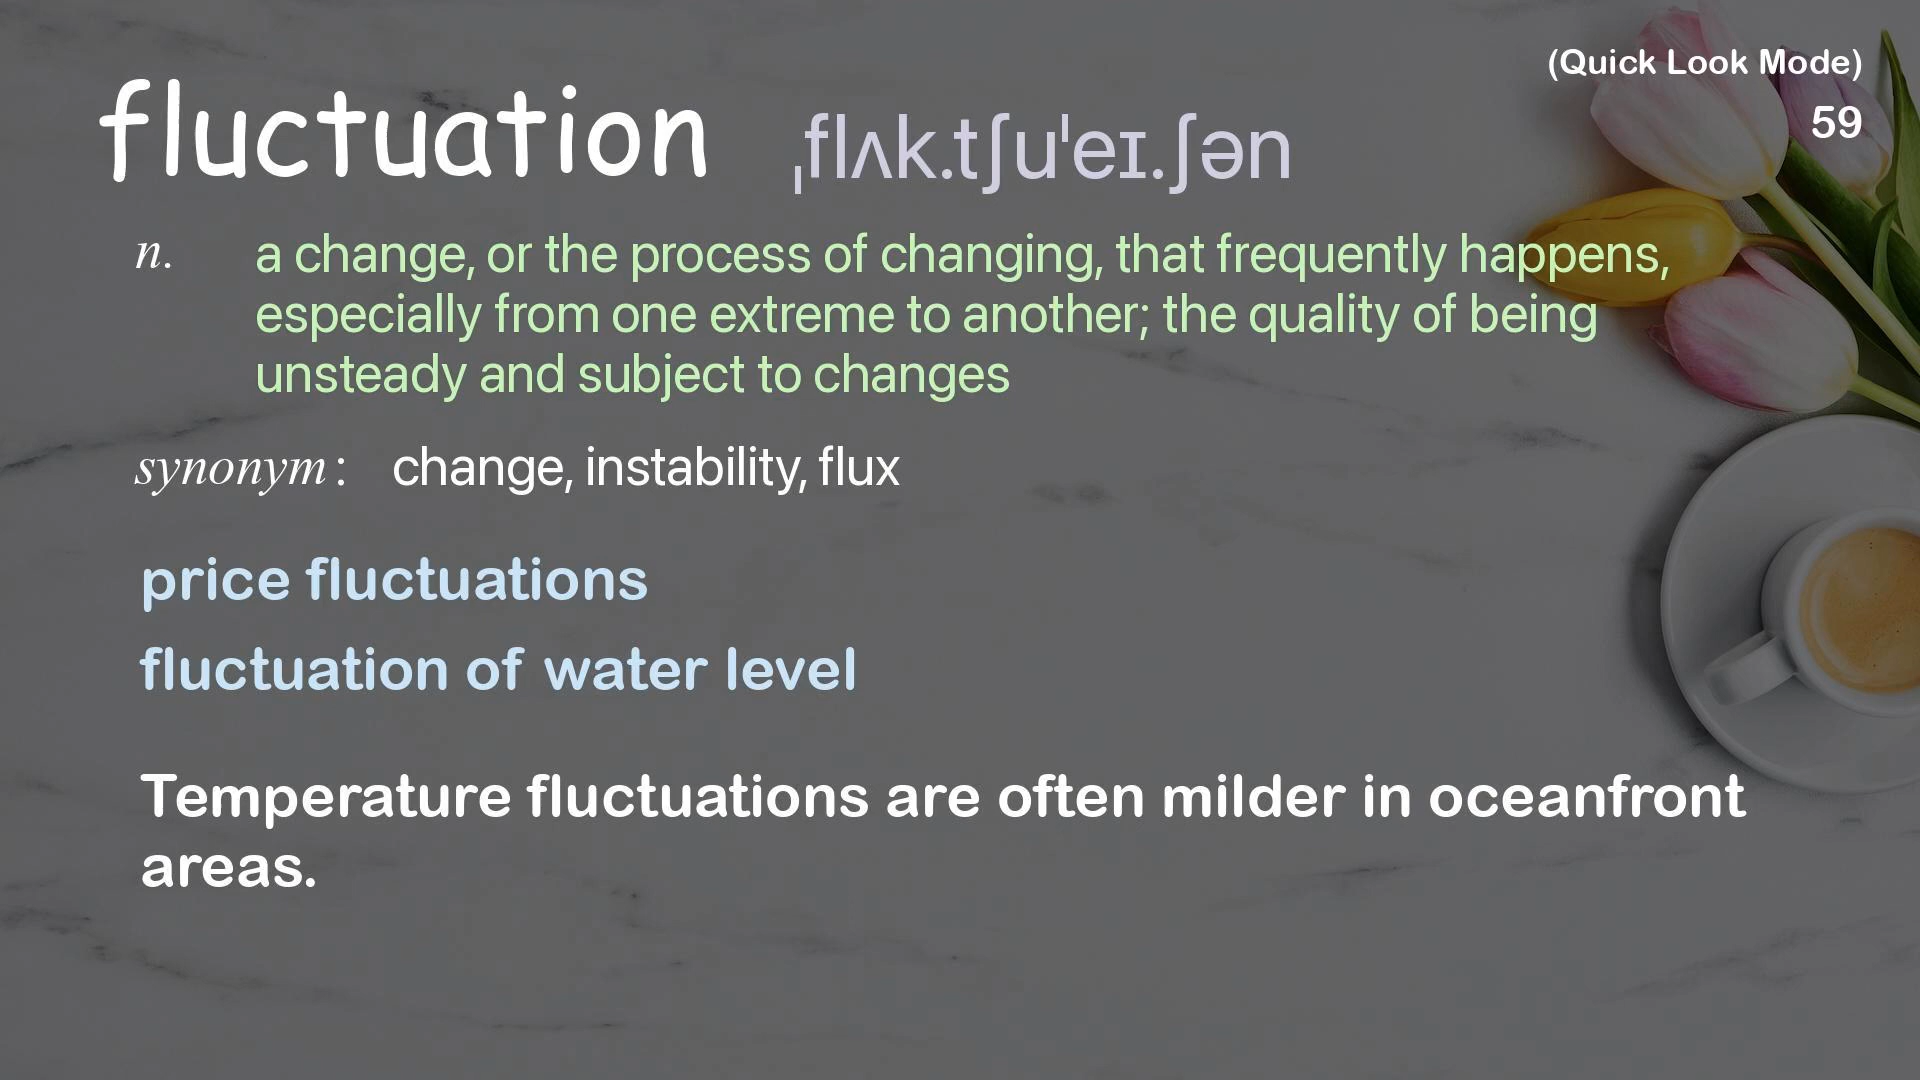 (Quick Look Mode)
59
fluctuation ˌflʌk.tʃuˈeɪ.ʃən
n. a change, or the process of changing, that frequently happens,
especially from one extreme to another; the quality of being
unsteady and subject to changes
synonym: change, instability, flux
price fluctuations
fluctuation of water level
Temperature fluctuations are often milder in oceanfront
areas.